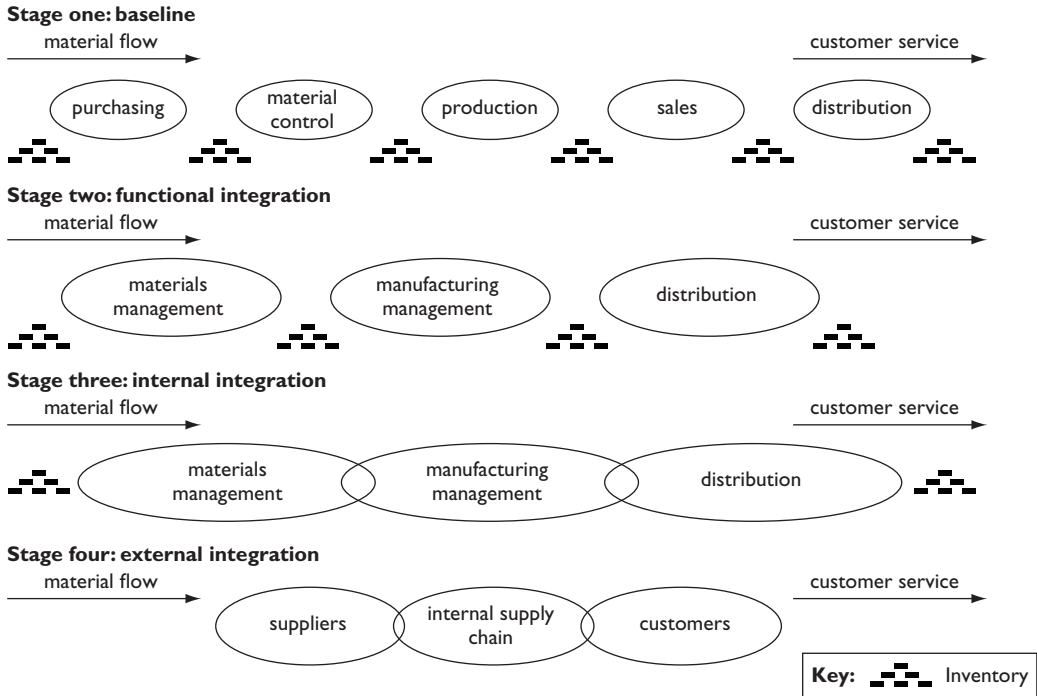 Stage one: baseline
material flow
customer service
purchasing
material
control
production
sales
distribution
Stage two: functional integration
material flow
customer service
materials
management
manufacturing
management
distribution
Stage three: internal integration
material flow
customer service
materials
management
manufacturing
management
distribution
Stage four: external integration
material flow
customer service
suppliers
internal supply
chain
customers
Key: Inventory